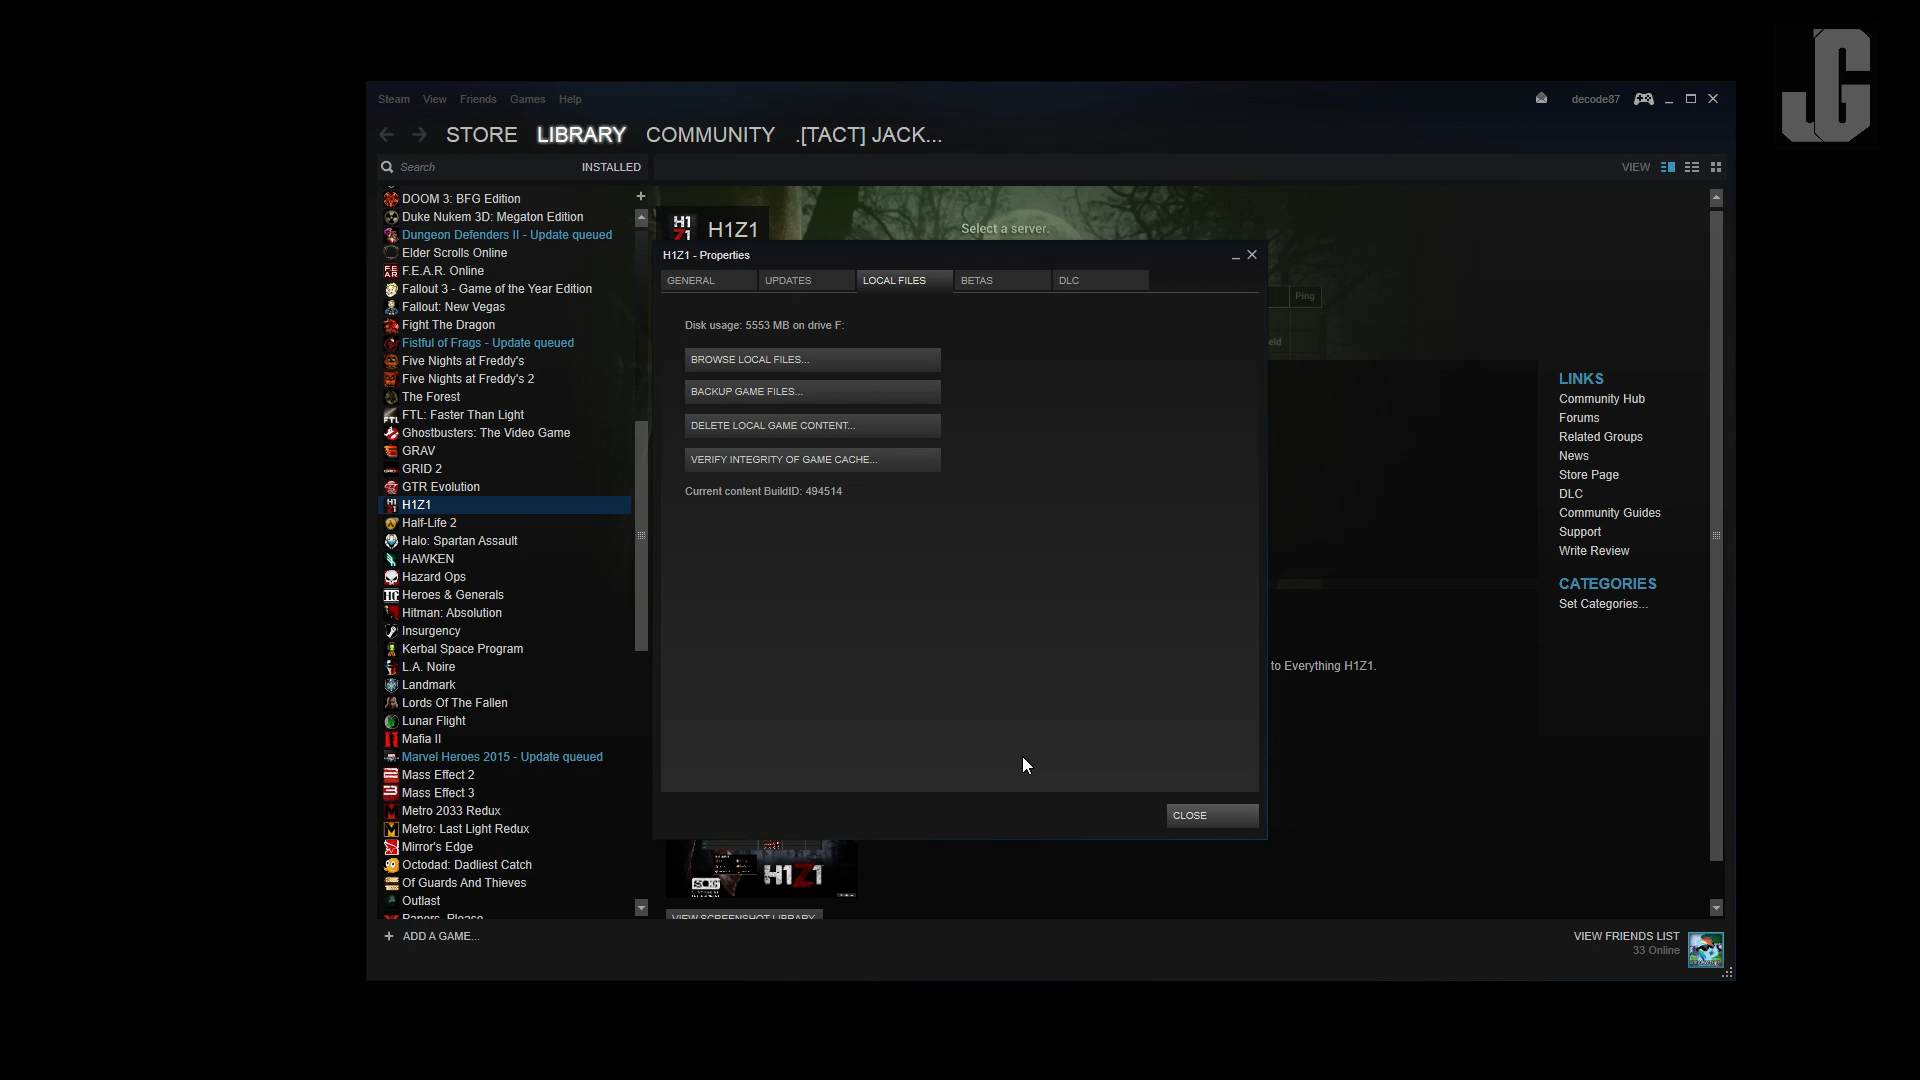 JG
Steam View Friends Games Help
decode87
STORE LIBRARY COMMUNITY .[TACT] JACK...
Search INSTALLED
VIEW
DOOM 3: BFG Edition
Duke Nukem 3D: Megaton Edition
Dungeon Defenders II - Update queued
Elder Scrolls Online
F.E.A.R. Online
Fallout 3 - Game of the Year Edition
Fallout: New Vegas
Fight The Dragon
Fistful of Frags - Update queued
Five Nights at Freddy's
Five Nights at Freddy's 2
The Forest
FTL: Faster Than Light
Ghostbusters: The Video Game
GRAV
GRID 2
GTR Evolution
H1Z1
Half-Life 2
Halo: Spartan Assault
HAWKEN
Hazard Ops
Heroes & Generals
Hitman: Absolution
Insurgency
Kerbal Space Program
L.A. Noire
Landmark
Lords Of The Fallen
Lunar Flight
Mafia II
Marvel Heroes 2015 - Update queued
Mass Effect 2
Mass Effect 3
Metro 2033 Redux
Metro: Last Light Redux
Mirror's Edge
Octodad: Dadliest Catch
Of Guards And Thieves
Outlast
Papers, Please
+ ADD A GAME...
H1Z1
Select a server.
H1Z1 - Properties
GENERAL UPDATES LOCAL FILES BETAS DLC
Ping
eld
Disk usage: 5553 MB on drive F:
BROWSE LOCAL FILES...
BACKUP GAME FILES...
DELETE LOCAL GAME CONTENT...
VERIFY INTEGRITY OF GAME CACHE...
Current content BuildID: 494514
CLOSE
to Everything H1Z1.
H1Z1
VIEW SCREENSHOT LIBRARY
LINKS
Community Hub
Forums
Related Groups
News
Store Page
DLC
Community Guides
Support
Write Review
CATEGORIES
Set Categories...
VIEW FRIENDS LIST
33 Online